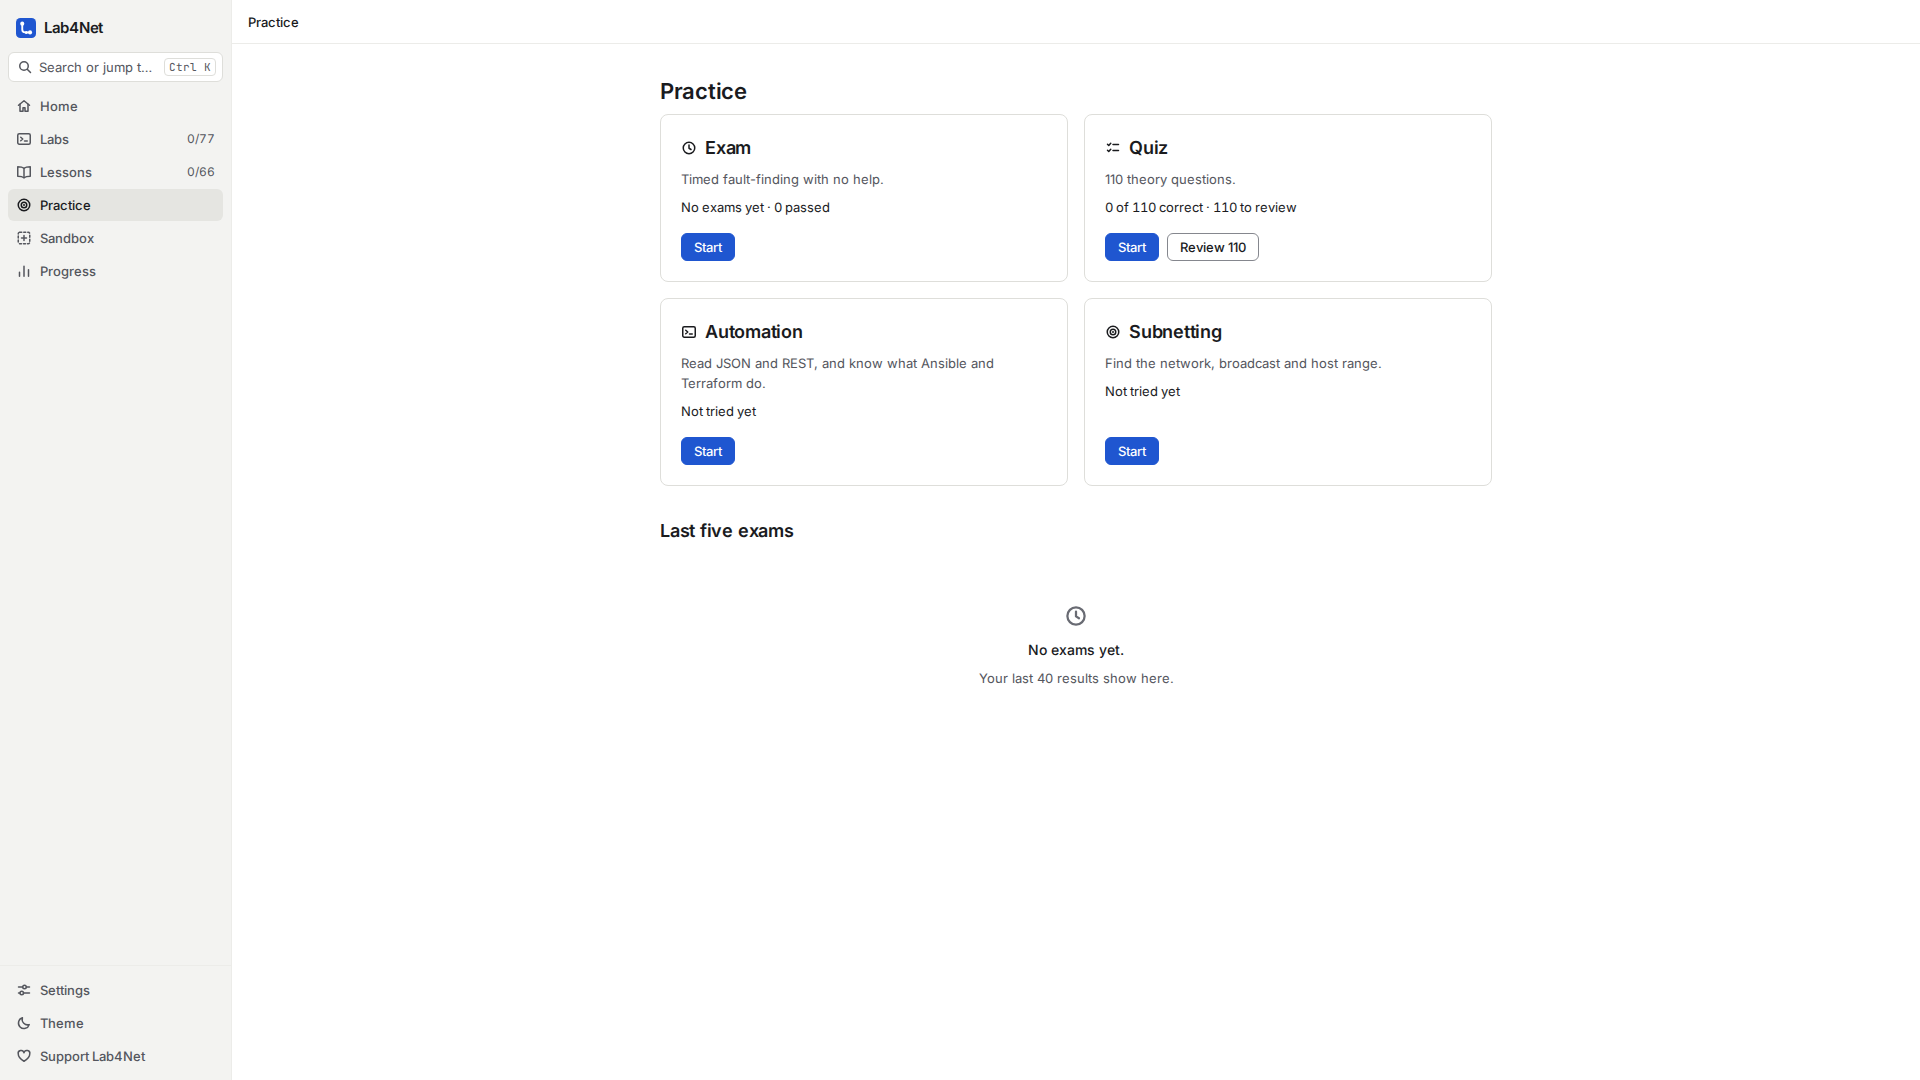 Lab4Net
Search or jump t...
Ctrl K
Home
Labs 0/77
Lessons 0/66
Practice
Sandbox
Progress
Settings
Theme
Support Lab4Net
Practice
Practice
Exam
Timed fault-finding with no help.
No exams yet · 0 passed
Start
Quiz
110 theory questions.
0 of 110 correct · 110 to review
Start
Review 110
Automation
Read JSON and REST, and know what Ansible and
Terraform do.
Not tried yet
Start
Subnetting
Find the network, broadcast and host range.
Not tried yet
Start
Last five exams
No exams yet.
Your last 40 results show here.